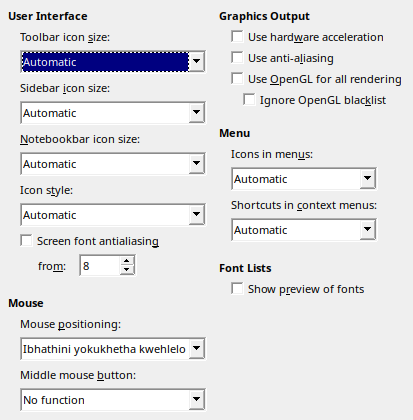 User Interface
Toolbar icon size:
Automatic
Sidebar icon size:
Automatic
Notebookbar icon size:
Automatic
Icon style:
Automatic
Screen font antialiasing
from: 8
Mouse
Mouse positioning:
Ibhathini yokukhetha kwehlelo
Middle mouse button:
No function
Graphics Output
Use hardware acceleration
Use anti-aliasing
Use OpenGL for all rendering
Ignore OpenGL blacklist
Menu
Icons in menus:
Automatic
Shortcuts in context menus:
Automatic
Font Lists
Show preview of fonts